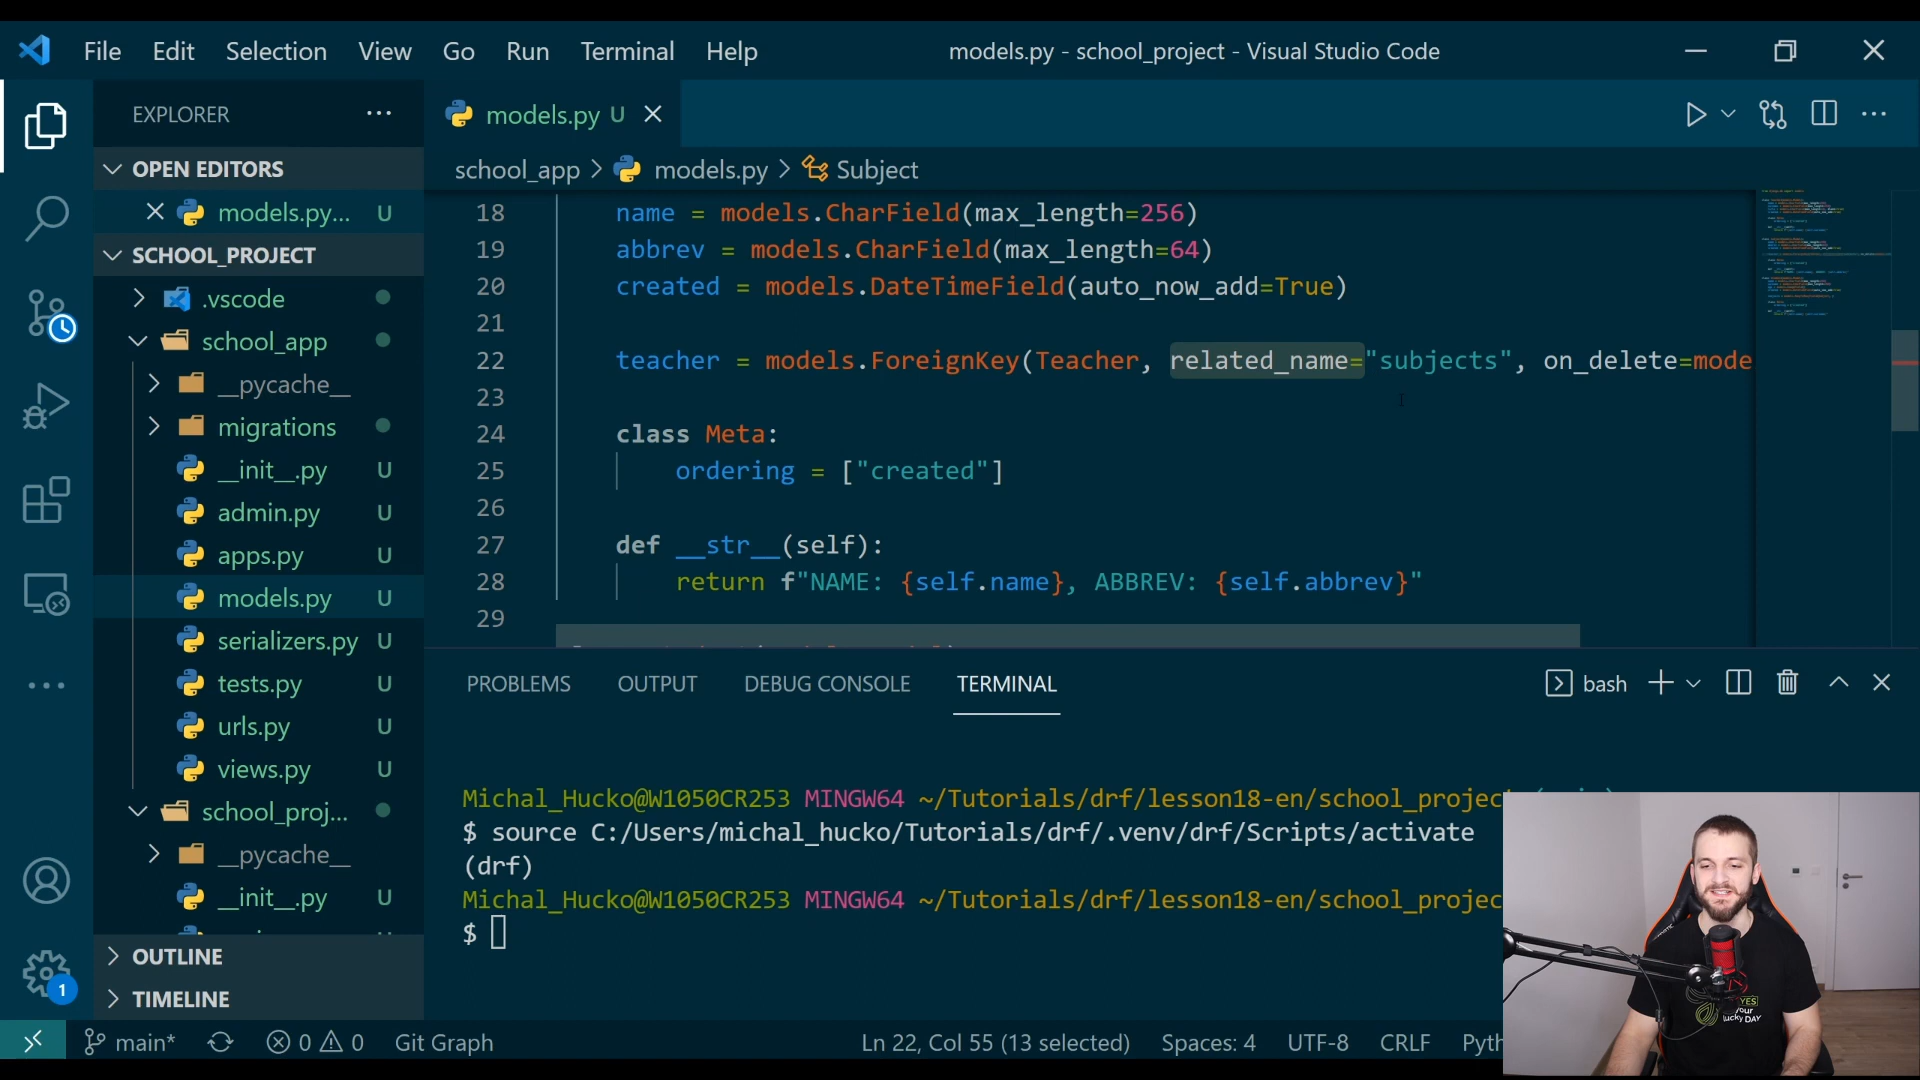 File Edit Selection View Go Run Terminal Help models.py - school_project - Visual Studio Code
EXPLORER
models.py U
OPEN EDITORS
school_app > models.py > Subject
models.py... U
18 name = models.CharField(max_length=256)
SCHOOL_PROJECT
19 abbrev = models.CharField(max_length=64)
.vscode
20 created = models.DateTimeField(auto_now_add=True)
21
school_app
22 teacher = models.ForeignKey(Teacher, related_name="subjects", on_delete=mode
__pycache__
23
migrations
24 class Meta:
__init__.py U
25 ordering = ["created"]
admin.py U
26
apps.py U
27 def __str__(self):
models.py U
28 return f"NAME: {self.name}, ABBREV: {self.abbrev}"
29
serializers.py U
tests.py U
PROBLEMS OUTPUT DEBUG CONSOLE TERMINAL bash
urls.py U
views.py U
Michal_Hucko@W1050CR253 MINGW64 ~/Tutorials/drf/lesson18-en/school_project
school_proj...
$ source C:/Users/michal_hucko/Tutorials/drf/.venv/drf/Scripts/activate
__pycache__
(drf)
__init__.py U
Michal_Hucko@W1050CR253 MINGW64 ~/Tutorials/drf/lesson18-en/school_projec
$
OUTLINE
TIMELINE
1
YES
your
lucky DAY
main* 0 0 Git Graph Ln 22, Col 55 (13 selected) Spaces: 4 UTF-8 CRLF Pyth